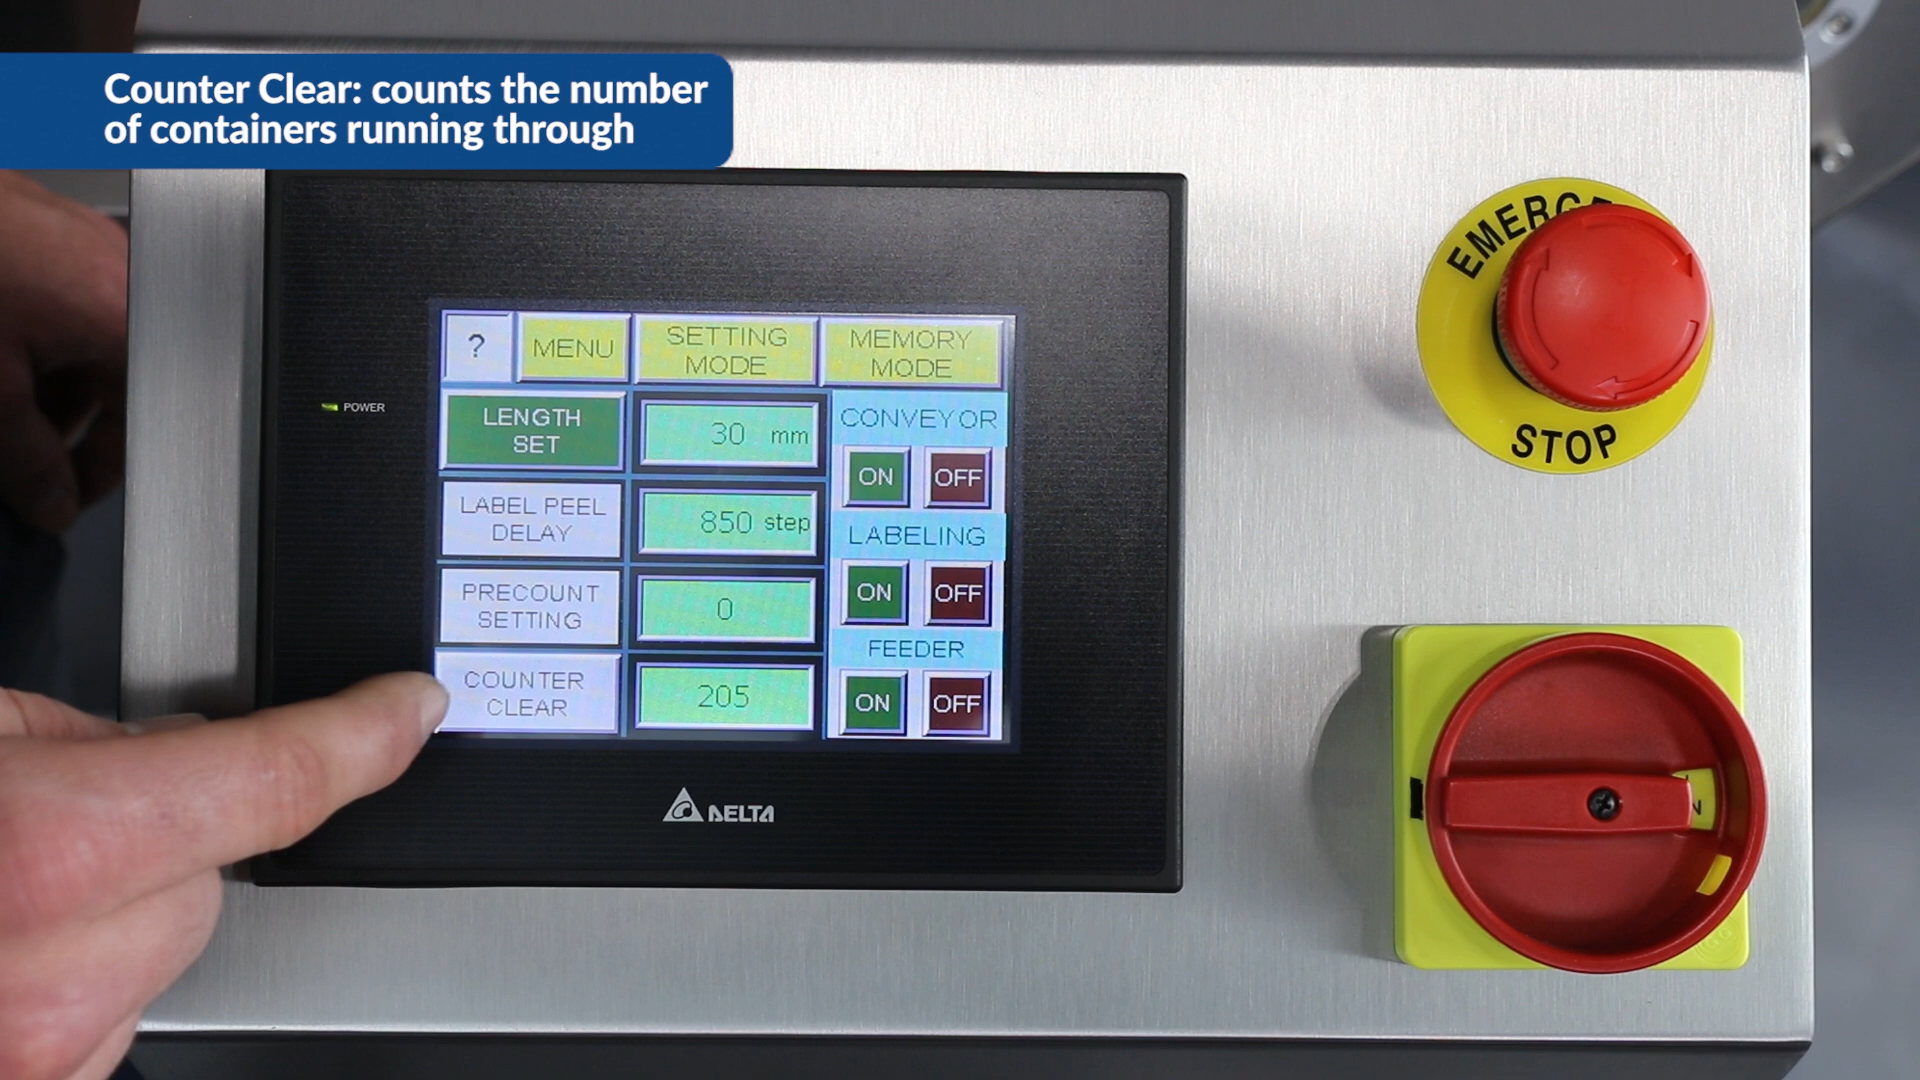 Counter Clear: counts the number
of containers running through
EMERGE
STOP
POWER
? MENU
SETTING
MODE
MEMORY
MODE
LENGTH
SET
30 mm
CONVEYOR
ON OFF
LABEL PEEL
DELAY
850 step
LABELING
ON OFF
PRECOUNT
SETTING
0
FEEDER
ON OFF
COUNTER
CLEAR
205
DELTA